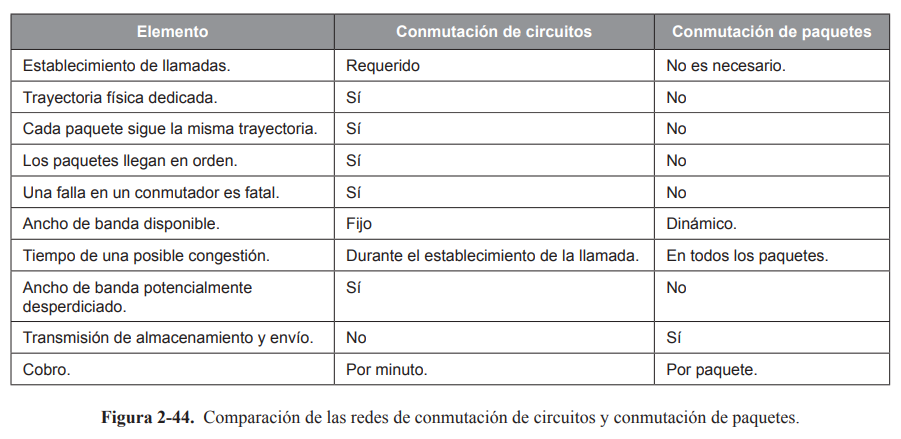 Elemento Conmutación de circuitos Conmutación de paquetes
Establecimiento de llamadas. Requerido No es necesario.
Trayectoria física dedicada. Sí No
Cada paquete sigue la misma trayectoria. Sí No
Los paquetes llegan en orden. Sí No
Una falla en un conmutador es fatal. Sí No
Ancho de banda disponible. Fijo Dinámico.
Tiempo de una posible congestión. Durante el establecimiento de la llamada. En todos los paquetes.
Ancho de banda potencialmente Sí No
desperdiciado.
Transmisión de almacenamiento y envío. No Sí
Cobro. Por minuto. Por paquete.
Figura 2-44. Comparación de las redes de conmutación de circuitos y conmutación de paquetes.